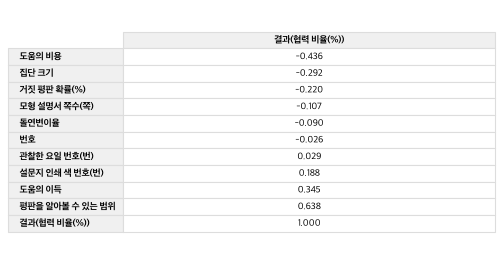 결과(협력 비율(%))
도움의 비용 -0.436
집단 크기 -0.292
거짓 평판 확률(%) -0.220
모형 설명서 쪽수(쪽) -0.107
돌연변이율 -0.090
번호 -0.026
관찰한 요일 번호(번) 0.029
설문지 인쇄 색 번호(번) 0.188
도움의 이득 0.345
평판을 알아볼 수 있는 범위 0.638
결과(협력 비율(%)) 1.000